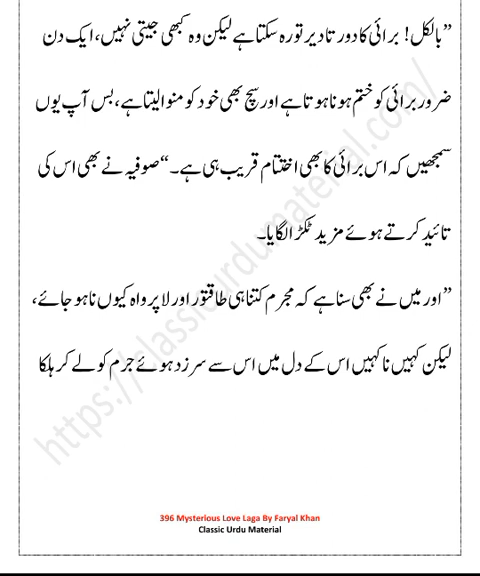 ”بالکل! برائی کا دور تا دیر تو رہ سکتا ہے لیکن وہ کبھی جیتی نہیں، ایک دن
ضرور برائی کو ختم ہونا ہوتا ہے اور سچ بھی خود کو منوا لیتا ہے، بس آپ یوں
سمجھیں کہ اس برائی کا بھی اختتام قریب ہی ہے۔“ صوفیہ نے بھی اس کی
تائید کرتے ہوئے مزید ٹکڑا لگایا۔
”اور میں نے بھی سنا ہے کہ مجرم کتنا ہی طاقتور اور لا پرواہ کیوں نا ہو جائے،
لیکن کہیں نا کہیں اس کے دل میں اس سے سرزد ہوئے جرم کو لے کر ہلکا
https://classicurdumaterial.com/
396 Mysterious Love Laga By Faryal Khan
Classic Urdu Material